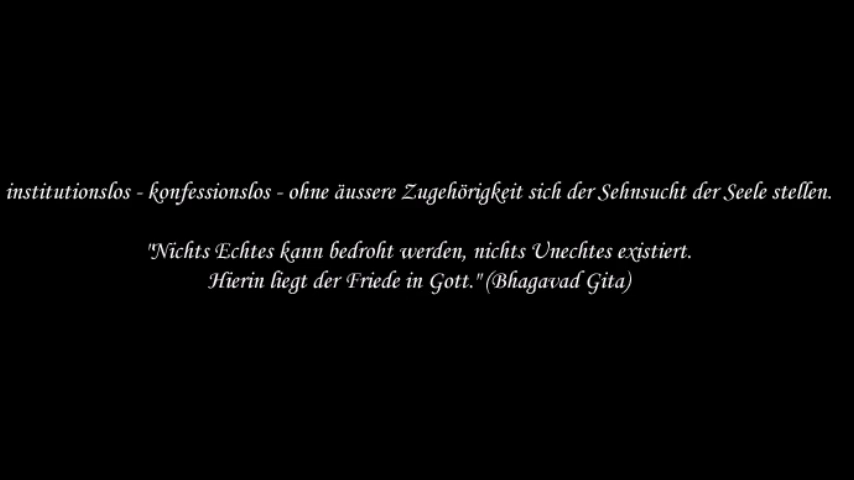 institutionslos - konfessionslos - ohne äussere Zugehörigkeit sich der Sehnsucht der Seele stellen.
"Nichts Echtes kann bedroht werden, nichts Unechtes existiert.
Hierin liegt der Friede in Gott." (Bhagavad Gita)